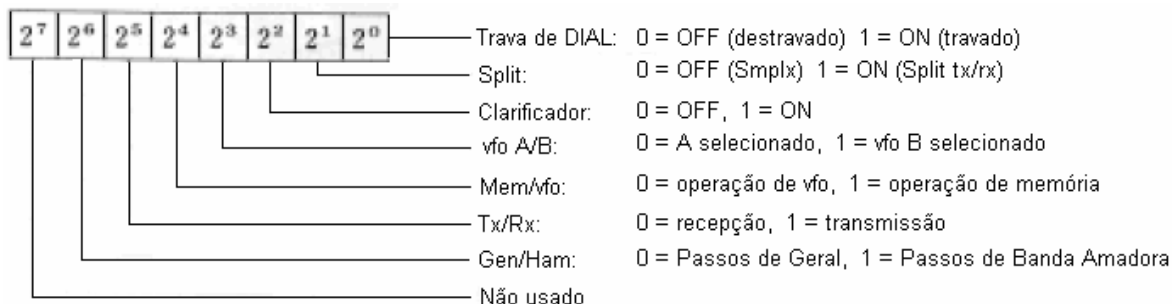 2⁷ 2⁶ 2⁵ 2⁴ 2³ 2² 2¹ 2⁰ Trava de DIAL: 0 = OFF (destravado) 1 = ON (travado)
Split: 0 = OFF (Smplx) 1 = ON (Split tx/rx)
Clarificador: 0 = OFF, 1 = ON
vfo A/B: 0 = A selecionado, 1 = vfo B selecionado
Mem/vfo: 0 = operação de vfo, 1 = operação de memória
Tx/Rx: 0 = recepção, 1 = transmissão
Gen/Ham: 0 = Passos de Geral, 1 = Passos de Banda Amadora
Não usado